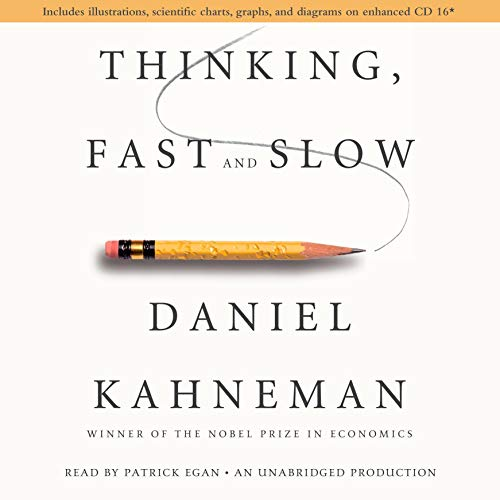 Includes illustrations, scientific charts, graphs, and diagrams on enhanced CD 16*
THINKING,
FAST AND SLOW
DANIEL
KAHNEMAN
WINNER OF THE NOBEL PRIZE IN ECONOMICS
READ BY PATRICK EGAN • AN UNABRIDGED PRODUCTION